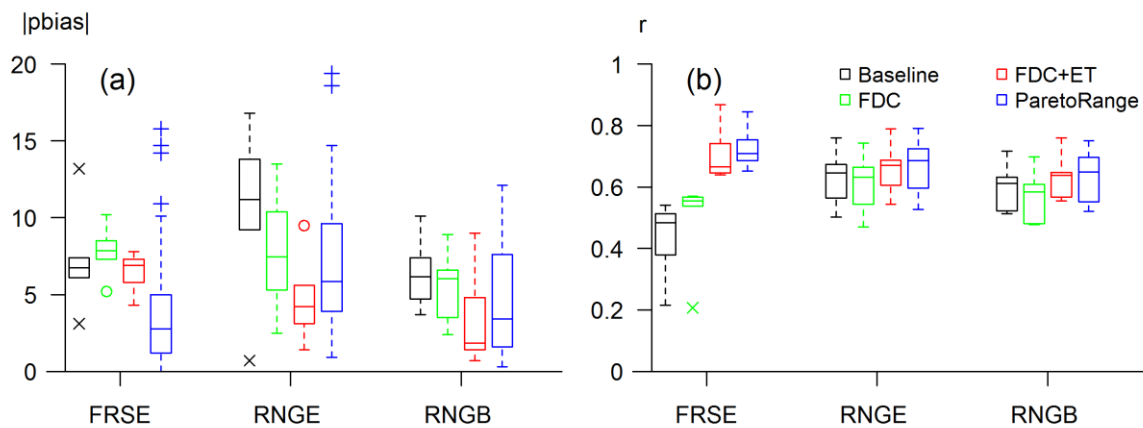 |pbias|
r
(a)
(b)
20
15
10
5
0
FRSE RNGE RNGB
Baseline FDC+ET
FDC ParetoRange
1
0.8
0.6
0.4
0.2
0
FRSE RNGE RNGB